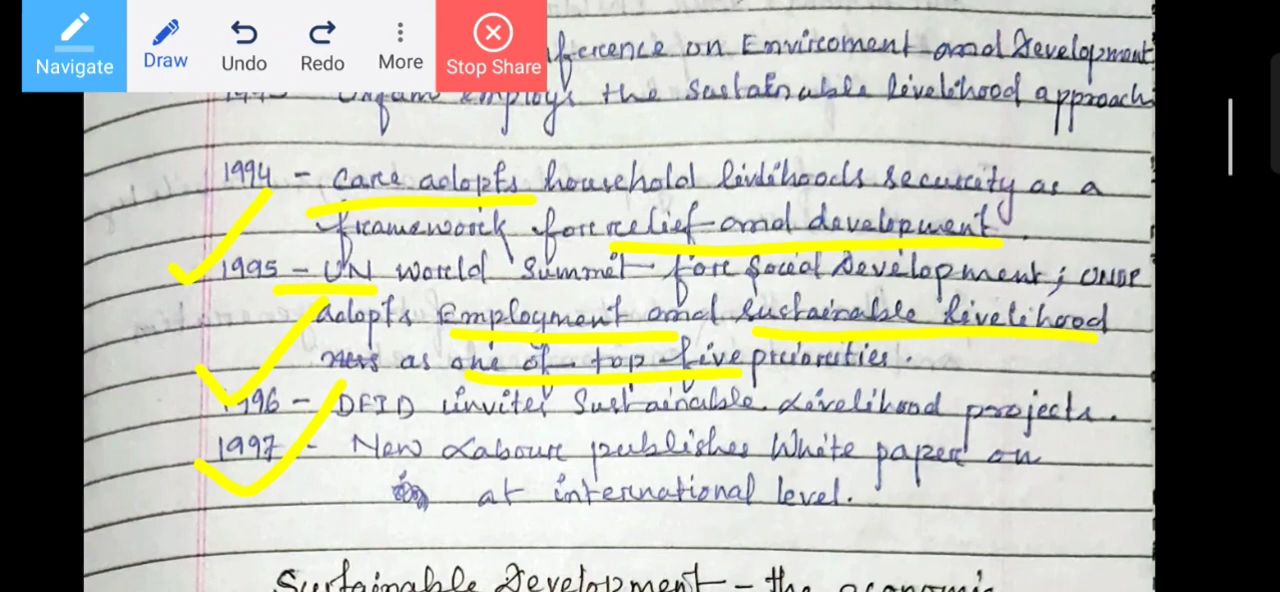 Navigate
Draw
Undo
Redo
More
Stop Share
on Envircoment and Development
employs the sustainable livelihood approach
1994 - Care adopts household livelihoods security as a
framework for relief and development.
1995 - UN World Summit for Social Development; UNDP
adopts Employment and sustainable livelihood
as one of top five priorities.
1996 - DFID invites Sustainable Livelihood projects.
1997 - New Labour publishes White paper on
at international level.
Sustainable Development - the economic